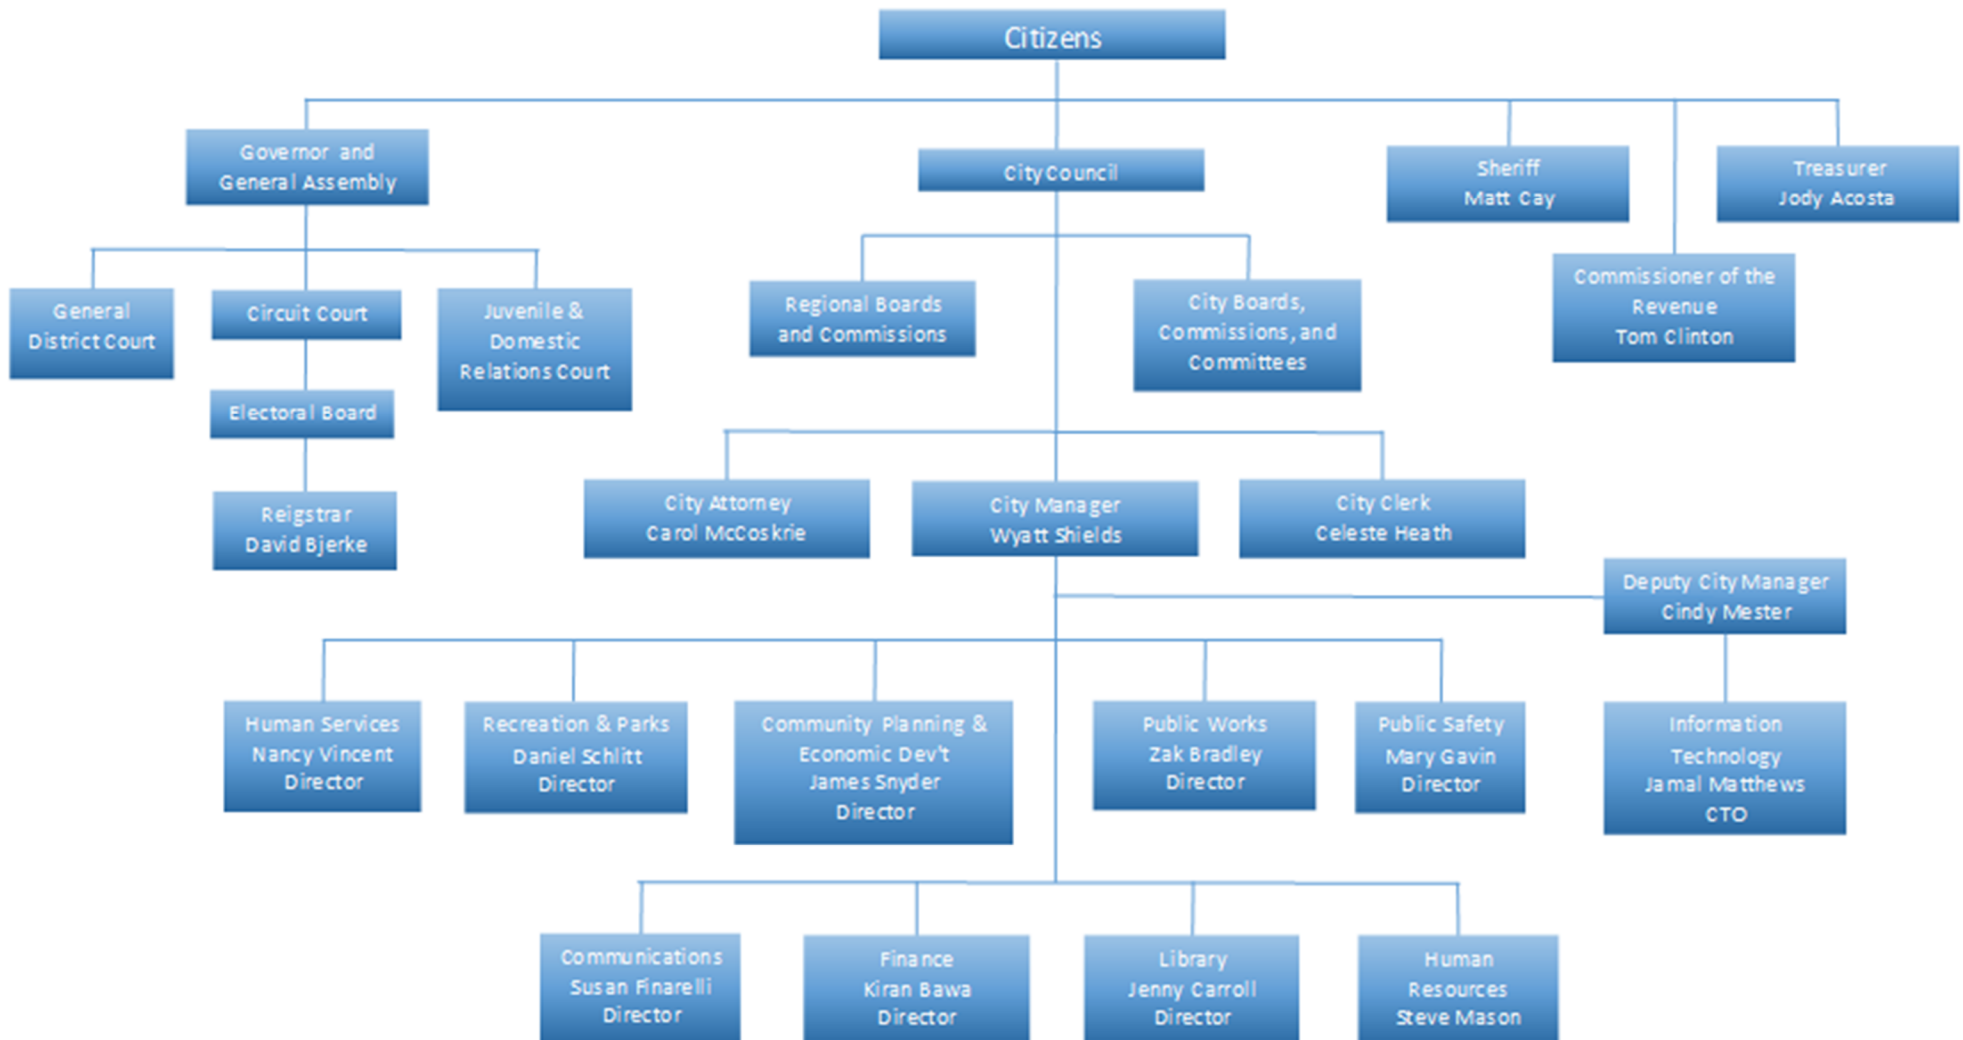 Citizens
Governor and
General Assembly
City Council
Sheriff
Matt Cay
Treasurer
Jody Acosta
Commissioner of the
Revenue
Tom Clinton
General
District Court
Circuit Court
Juvenile &
Domestic
Relations Court
Regional Boards
and Commissions
City Boards,
Commissions, and
Committees
Electoral Board
Reigstrar
David Bjerke
City Attorney
Carol McCoskrie
City Manager
Wyatt Shields
City Clerk
Celeste Heath
Deputy City Manager
Cindy Mester
Human Services
Nancy Vincent
Director
Recreation & Parks
Daniel Schlitt
Director
Community Planning &
Economic Dev't
James Snyder
Director
Public Works
Zak Bradley
Director
Public Safety
Mary Gavin
Director
Information
Technology
Jamal Matthews
CTO
Communications
Susan Finarelli
Director
Finance
Kiran Bawa
Director
Library
Jenny Carroll
Director
Human
Resources
Steve Mason